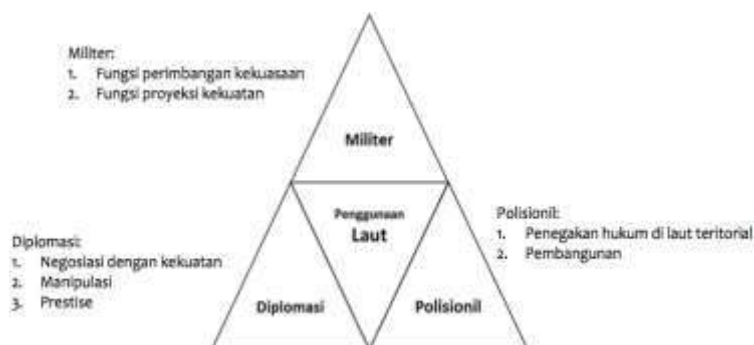 Militer:
1. Fungsi perimbangan kekuasaan
2. Fungsi proyeksi kekuatan
Militer
Penggunaan
Laut
Polisionil:
1. Penegakan hukum di laut teritorial
2. Pembangunan
Diplomasi:
1. Negosiasi dengan kekuatan
2. Manipulasi
3. Prestise
Diplomasi
Polisionil